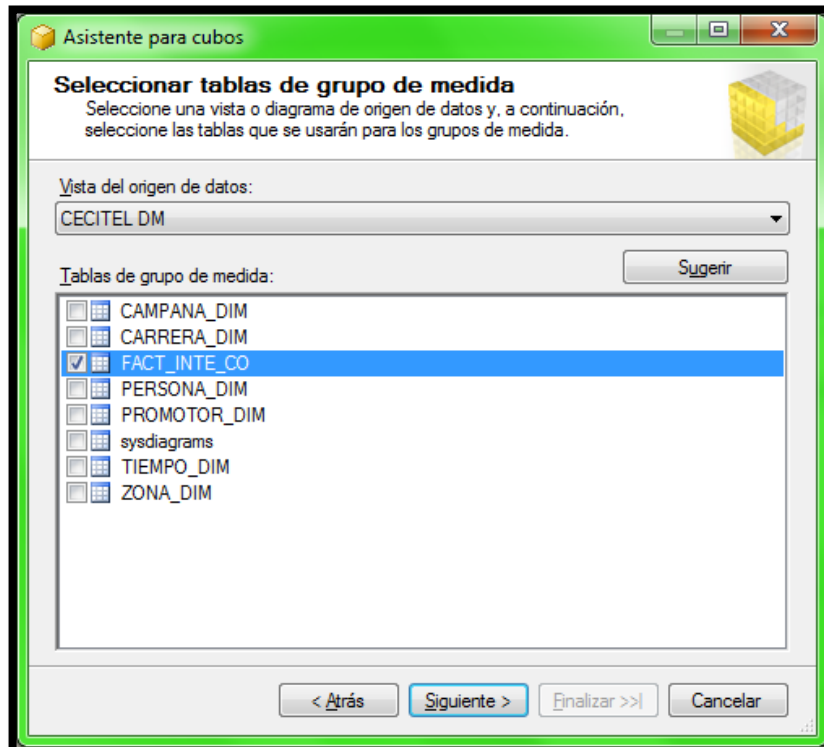 Asistente para cubos
Seleccionar tablas de grupo de medida
Seleccione una vista o diagrama de origen de datos y, a continuación,
seleccione las tablas que se usarán para los grupos de medida.
Vista del origen de datos:
CECITEL DM
Tablas de grupo de medida:
Sugerir
CAMPANA_DIM
CARRERA_DIM
FACT_INTE_CO
PERSONA_DIM
PROMOTOR_DIM
sysdiagrams
TIEMPO_DIM
ZONA_DIM
< Atrás
Siguiente >
Finalizar >>|
Cancelar